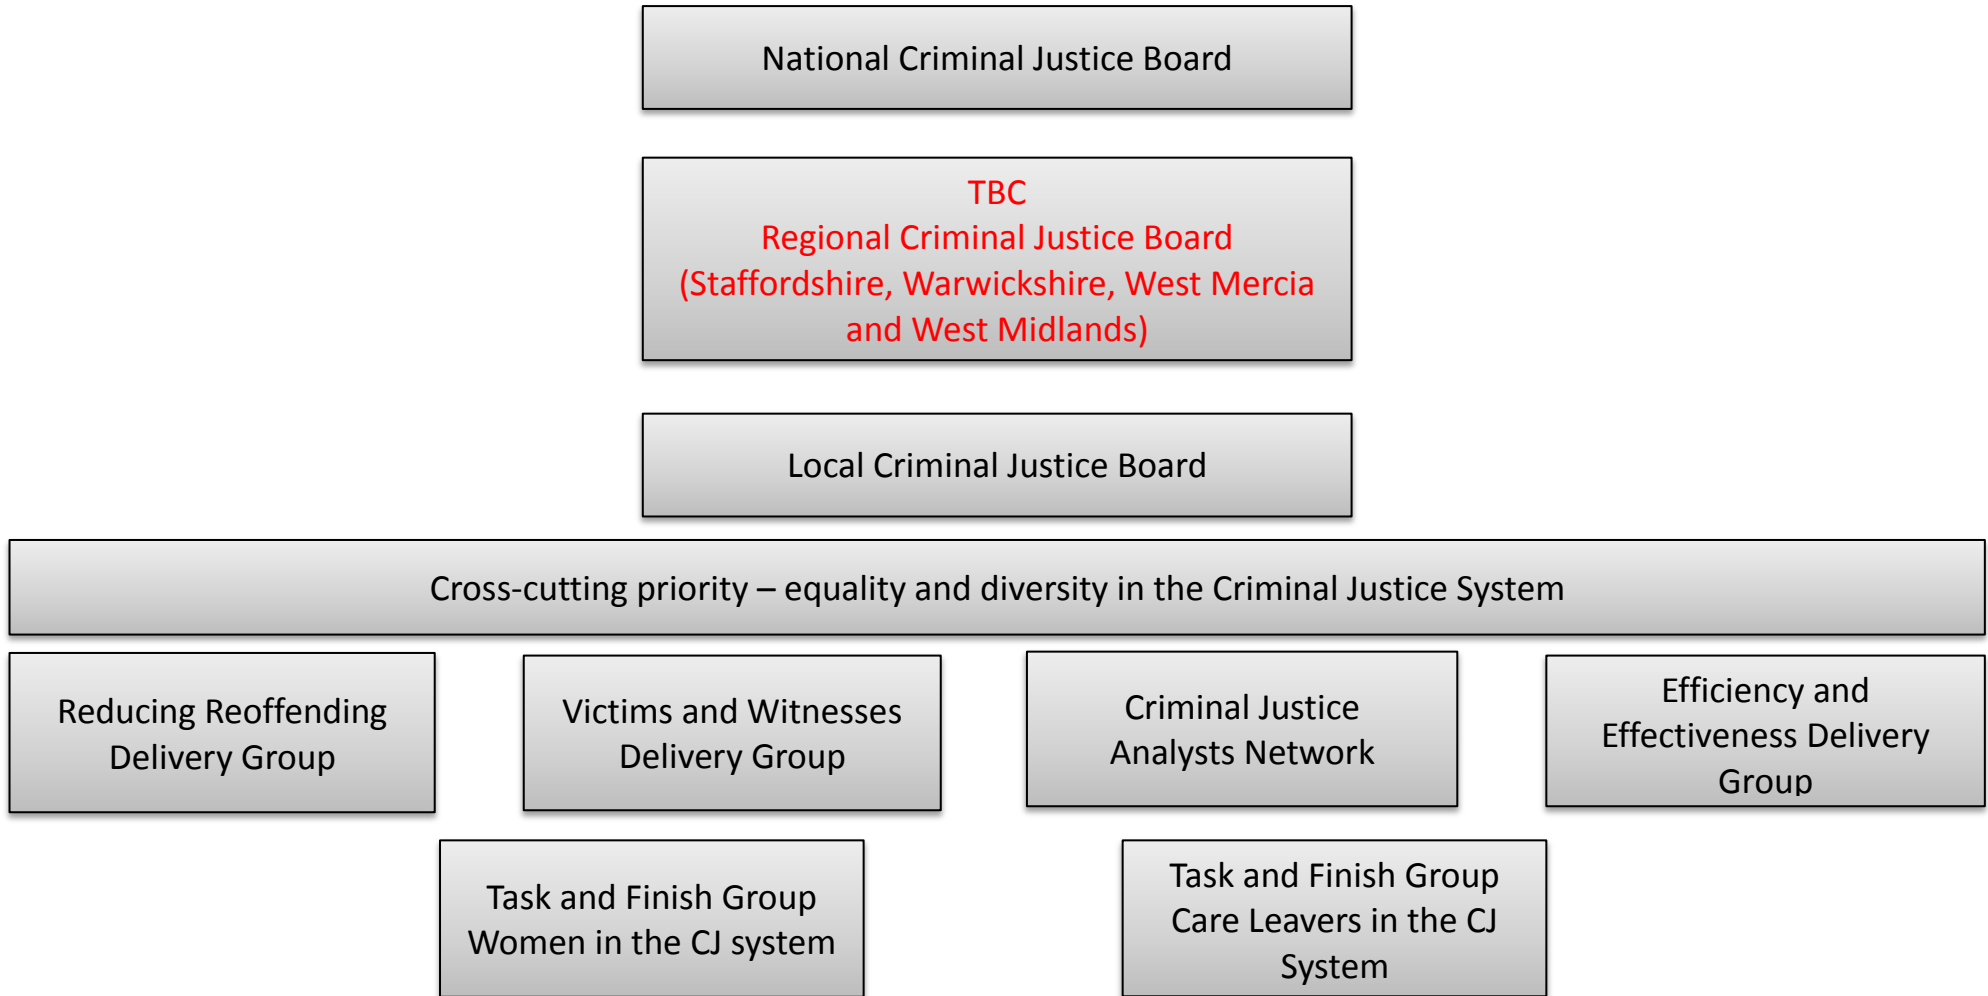 National Criminal Justice Board
TBC
Regional Criminal Justice Board
(Staffordshire, Warwickshire, West Mercia
and West Midlands)
Local Criminal Justice Board
Cross-cutting priority – equality and diversity in the Criminal Justice System
Reducing Reoffending
Delivery Group
Victims and Witnesses
Delivery Group
Criminal Justice
Analysts Network
Efficiency and
Effectiveness Delivery
Group
Task and Finish Group
Women in the CJ system
Task and Finish Group
Care Leavers in the CJ
System